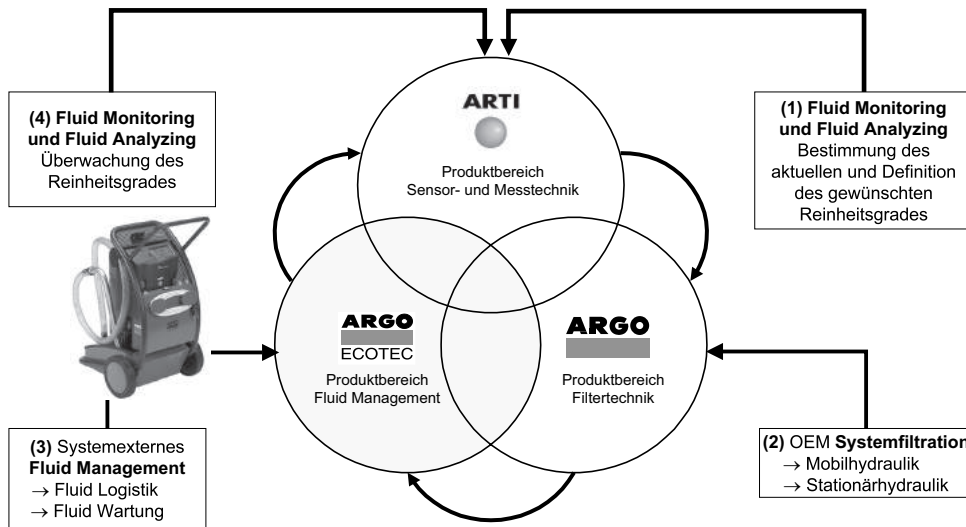 ARTI
Produktbereich
Sensor- und Messtechnik
(4) Fluid Monitoring
und Fluid Analyzing
Überwachung des
Reinheitsgrades
(1) Fluid Monitoring
und Fluid Analyzing
Bestimmung des
aktuellen und Definition
des gewünschten
Reinheitsgrades
ARGO
ECOTEC
Produktbereich
Fluid Management
ARGO
Produktbereich
Filtertechnik
(3) Systemexternes
Fluid Management
→ Fluid Logistik
→ Fluid Wartung
(2) OEM Systemfiltration
→ Mobilhydraulik
→ Stationärhydraulik